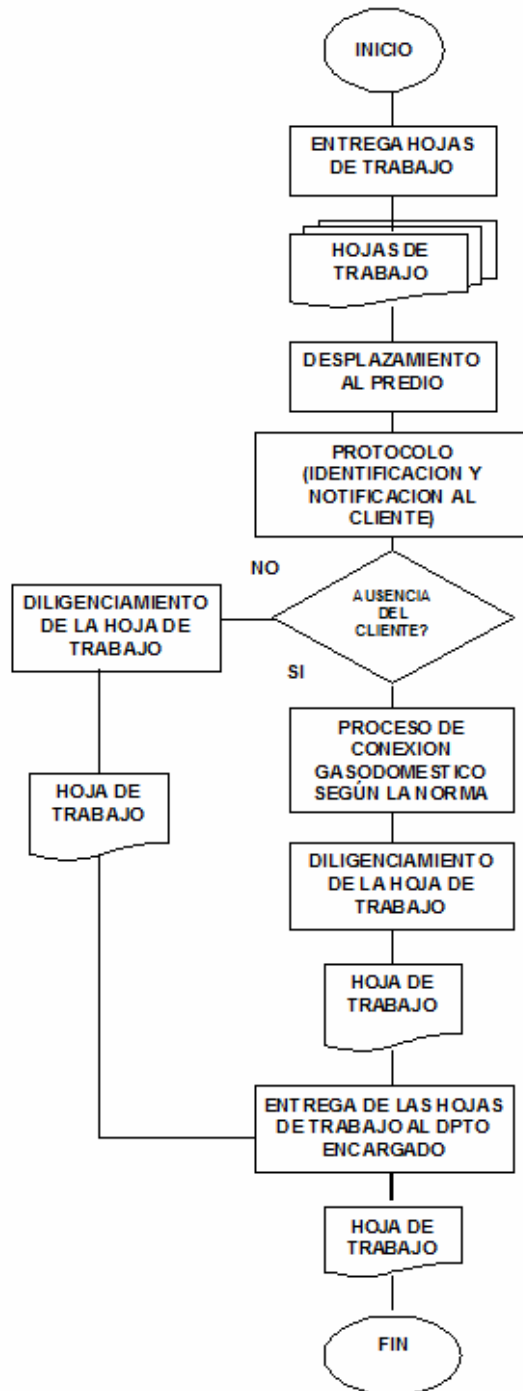 INICIO
ENTREGA HOJAS
DE TRABAJO
HOJAS DE
TRABAJO
DESPLAZAMIENTO
AL PREDIO
PROTOCOLO
(IDENTIFICACION Y
NOTIFICACION AL
CLIENTE)
AUSENCIA
DEL
CLIENTE?
NO
DILIGENCIAMIENTO
DE LA HOJA DE
TRABAJO
HOJA DE
TRABAJO
SI
PROCESO DE
CONEXION
GASODOMESTICO
SEGÚN LA NORMA
DILIGENCIAMIENTO
DE LA HOJA DE
TRABAJO
HOJA DE
TRABAJO
ENTREGA DE LAS HOJAS
DE TRABAJO AL DPTO
ENCARGADO
HOJA DE
TRABAJO
FIN